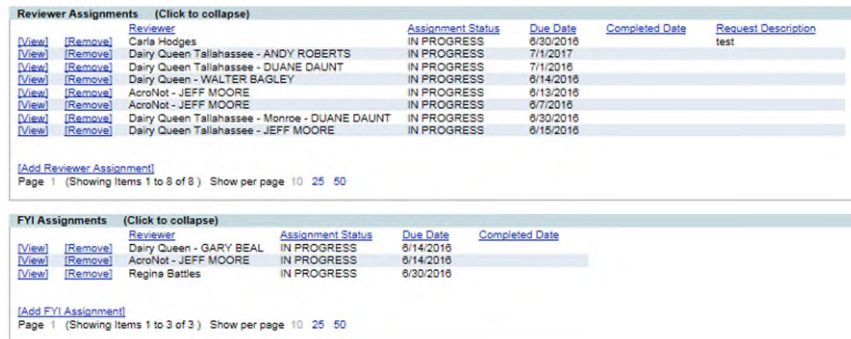 Reviewer Assignments (Click to collapse)
Reviewer Assignment Status Due Date Completed Date Request Description
[View] [Remove] Carla Hodges IN PROGRESS 6/30/2016 test
[View] [Remove] Dairy Queen Tallahassee - ANDY ROBERTS IN PROGRESS 7/1/2017
[View] [Remove] Dairy Queen Tallahassee - DUANE DAUNT IN PROGRESS 7/1/2016
[View] [Remove] Dairy Queen - WALTER BAGLEY IN PROGRESS 6/14/2016
[View] [Remove] AcroNot - JEFF MOORE IN PROGRESS 6/13/2016
[View] [Remove] AcroNot - JEFF MOORE IN PROGRESS 6/7/2016
[View] [Remove] Dairy Queen Tallahassee - Monroe - DUANE DAUNT IN PROGRESS 6/30/2016
[View] [Remove] Dairy Queen Tallahassee - JEFF MOORE IN PROGRESS 6/15/2016
[Add Reviewer Assignment]
Page 1 (Showing Items 1 to 8 of 8 ) Show per page 10 25 50
FYI Assignments (Click to collapse)
Reviewer Assignment Status Due Date Completed Date
[View] [Remove] Dairy Queen - GARY BEAL IN PROGRESS 6/14/2016
[View] [Remove] AcroNot - JEFF MOORE IN PROGRESS 6/14/2016
[View] [Remove] Regina Battles IN PROGRESS 6/30/2016
[Add FYI Assignment]
Page 1 (Showing Items 1 to 3 of 3 ) Show per page 10 25 50